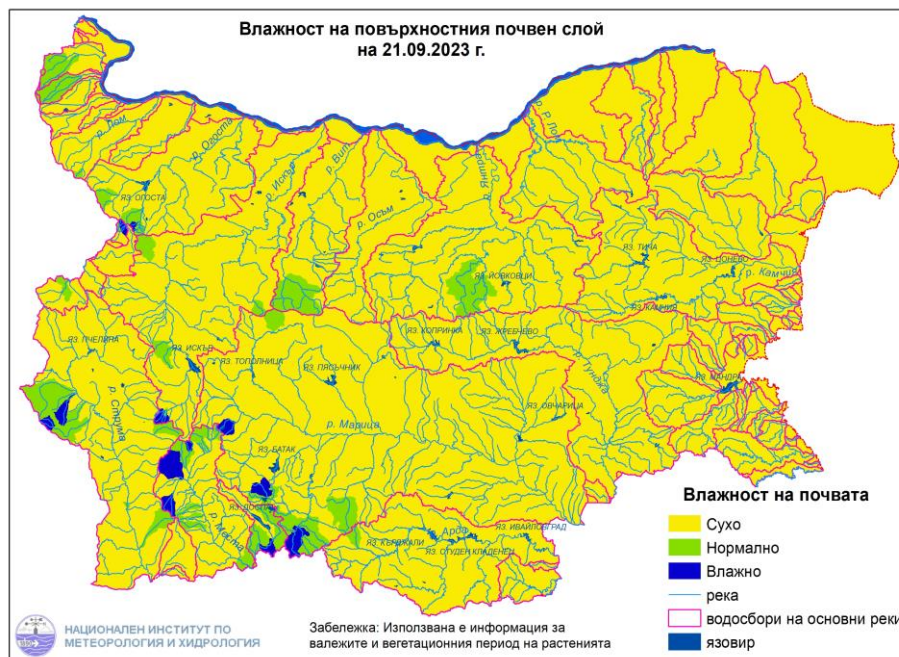 Влажност на повърхностния почвен слой
на 21.09.2023 г.
р. Лом
р. Огоста
р. Искър
р. Вит
р. Осъм
р. Янтра
р. Р. Лом
ЯЗ. ОГОСТА
ЯЗ. ЙОВКОВЦИ
ЯЗ. ТИЧА
ЯЗ. ЦОНЕВО
р. Камчия
ЯЗ. КАМЧИЯ
ЯЗ. ПЧЕЛИНА
ЯЗ. ИСКЪР
ЯЗ. ТОПОЛНИЦА
ЯЗ. ПЯСЪЧНИК
ЯЗ. КОПРИНКА
ЯЗ. ЖРЕБЧЕВО
р. Тунджа
ЯЗ. МАНДРА
р. Струма
р. Марица
ЯЗ. ОВЧАРИЦА
ЯЗ. БАТАК
ЯЗ. ДОСПАТ
р. Места
ЯЗ. КЪРДЖАЛИ
Арда
ЯЗ. ИВАЙЛОВГРАД
ЯЗ. СТУДЕН КЛАДЕНЕЦ
Влажност на почвата
Сухо
Нормално
Влажно
река
водосбори на основни реки
язовир
НАЦИОНАЛЕН ИНСТИТУТ ПО
МЕТЕОРОЛОГИЯ И ХИДРОЛОГИЯ
Забележка: Използвана е информация за
валежите и вегетационния период на растенията